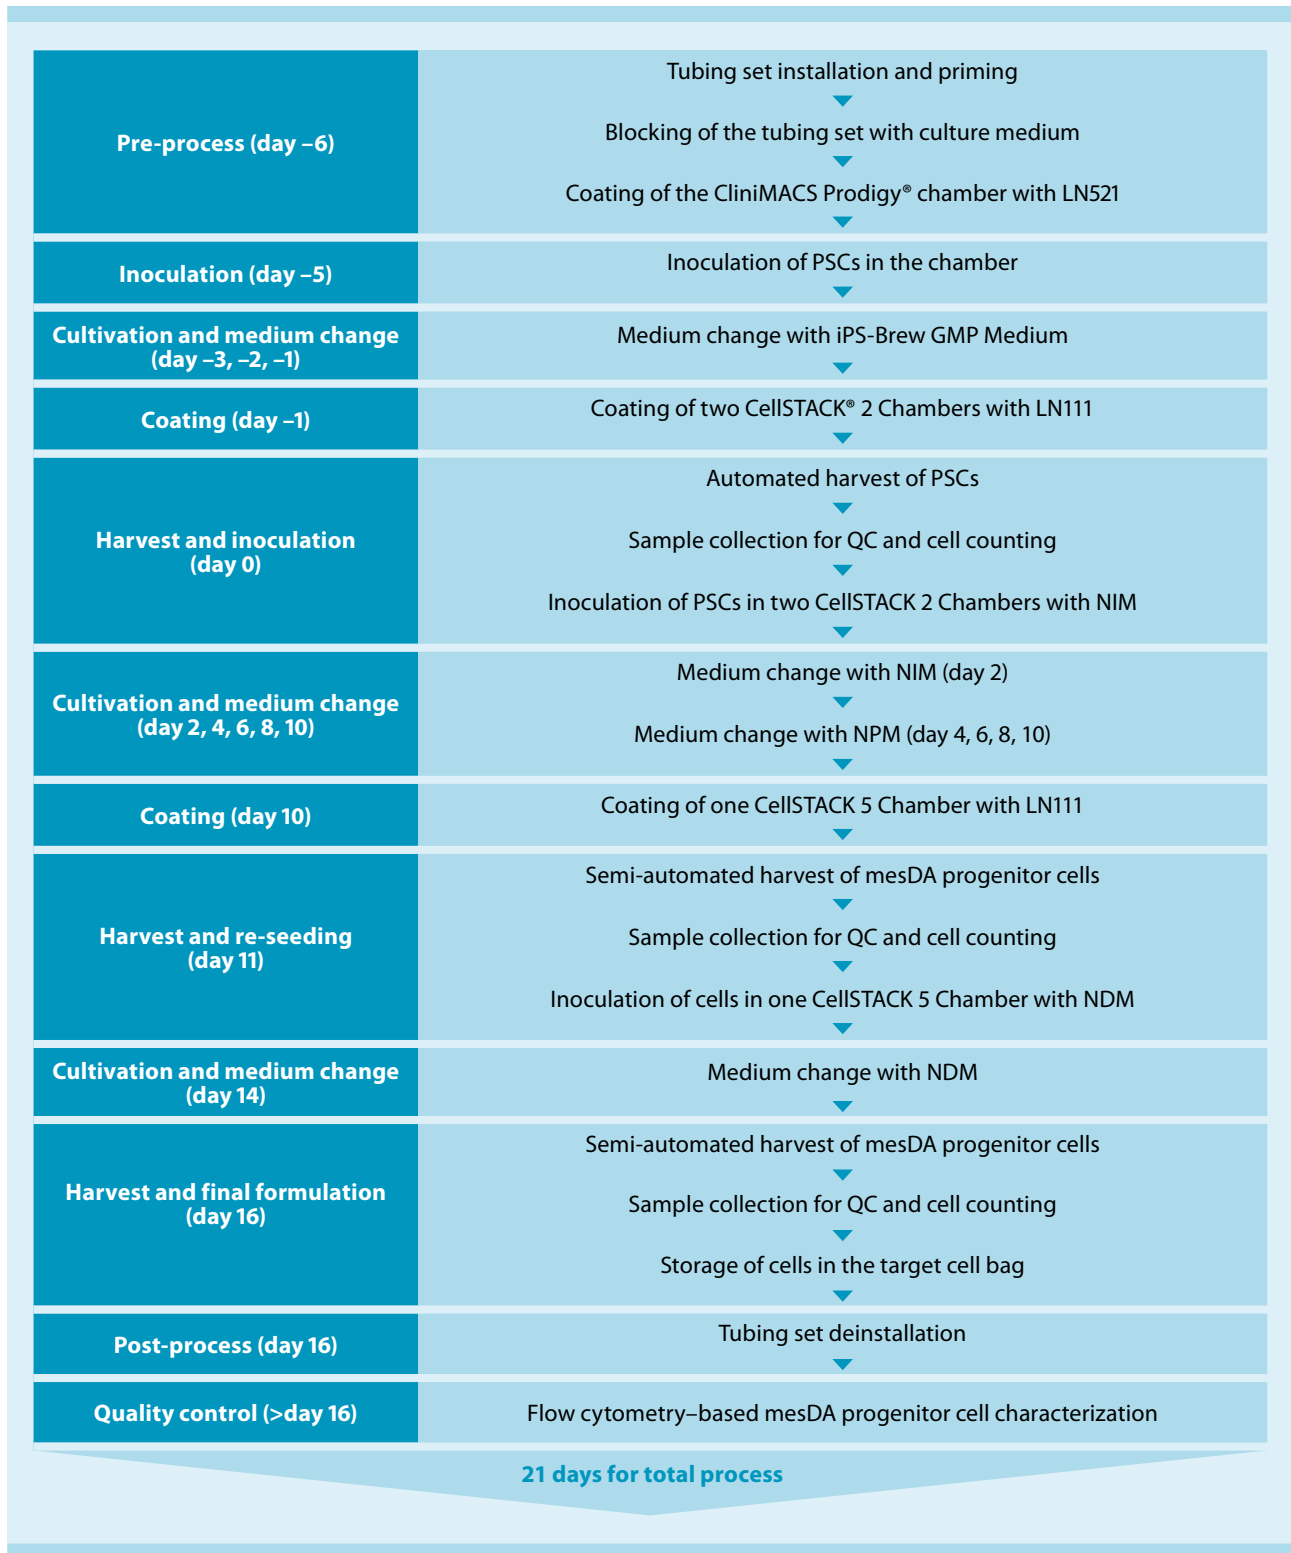 Pre-process (day –6)
Tubing set installation and priming
Blocking of the tubing set with culture medium
Coating of the CliniMACS Prodigy® chamber with LN521
Inoculation (day –5)
Inoculation of PSCs in the chamber
Cultivation and medium change
(day –3, –2, –1)
Medium change with iPS-Brew GMP Medium
Coating (day –1)
Coating of two CellSTACK® 2 Chambers with LN111
Harvest and inoculation
(day 0)
Automated harvest of PSCs
Sample collection for QC and cell counting
Inoculation of PSCs in two CellSTACK 2 Chambers with NIM
Cultivation and medium change
(day 2, 4, 6, 8, 10)
Medium change with NIM (day 2)
Medium change with NPM (day 4, 6, 8, 10)
Coating (day 10)
Coating of one CellSTACK 5 Chamber with LN111
Harvest and re-seeding
(day 11)
Semi-automated harvest of mesDA progenitor cells
Sample collection for QC and cell counting
Inoculation of cells in one CellSTACK 5 Chamber with NDM
Cultivation and medium change
(day 14)
Medium change with NDM
Harvest and final formulation
(day 16)
Semi-automated harvest of mesDA progenitor cells
Sample collection for QC and cell counting
Storage of cells in the target cell bag
Post-process (day 16)
Tubing set deinstallation
Quality control (>day 16)
Flow cytometry–based mesDA progenitor cell characterization
21 days for total process